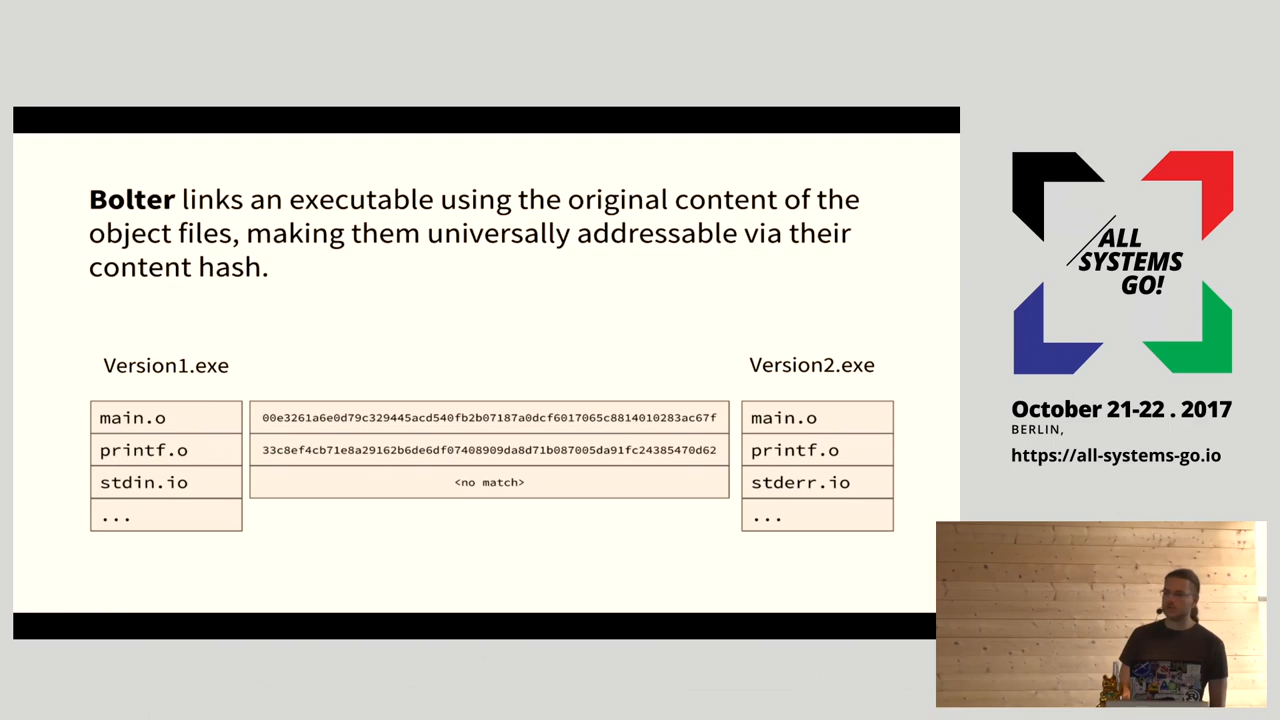 Bolter links an executable using the original content of the
object files, making them universally addressable via their
content hash.
Version1.exe
Version2.exe
main.o
00e3261a6e0d79c329445acd540fb2b07187a0dcf6017065c8814010283ac67f
main.o
printf.o
33c8ef4cb71e8a29162b6de6df07408909da8d71b087005da91fc24385470d62
printf.o
stdin.io
<no match>
stderr.io
...
...
ALL
SYSTEMS
GO!
October 21-22 . 2017
BERLIN,
https://all-systems-go.io